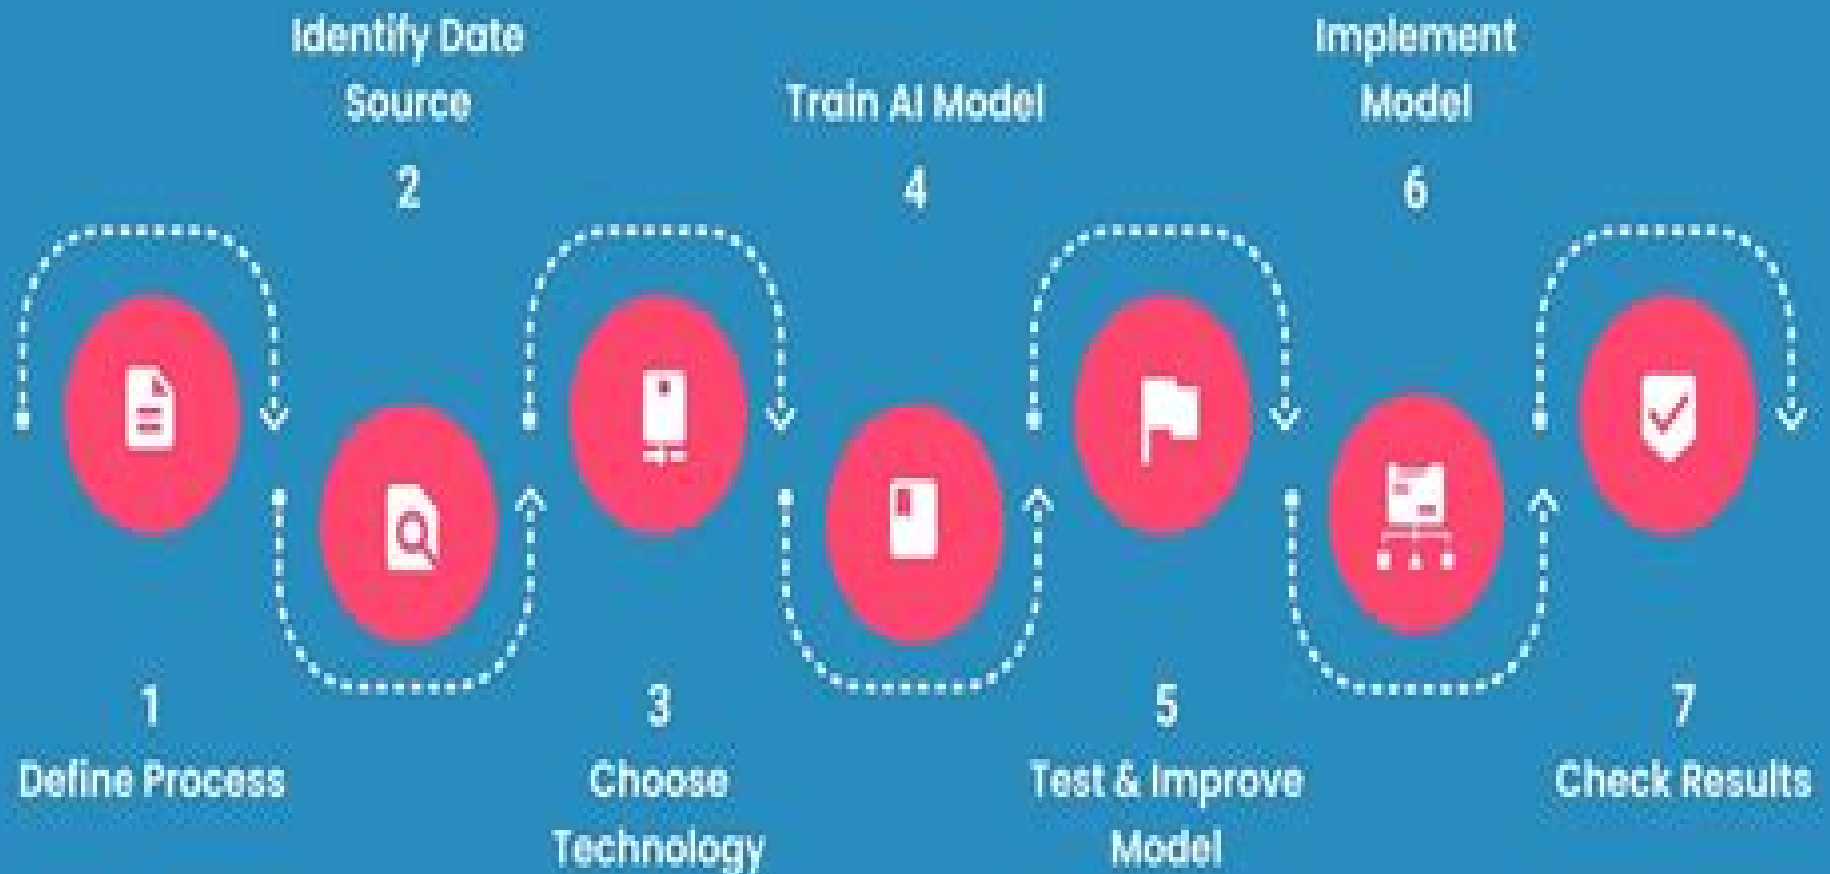 Identify Date
Source
2
Train AI Model
4
Implement
Model
6
1
Define Process
3
Choose
Technology
5
Test & Improve
Model
7
Check Results